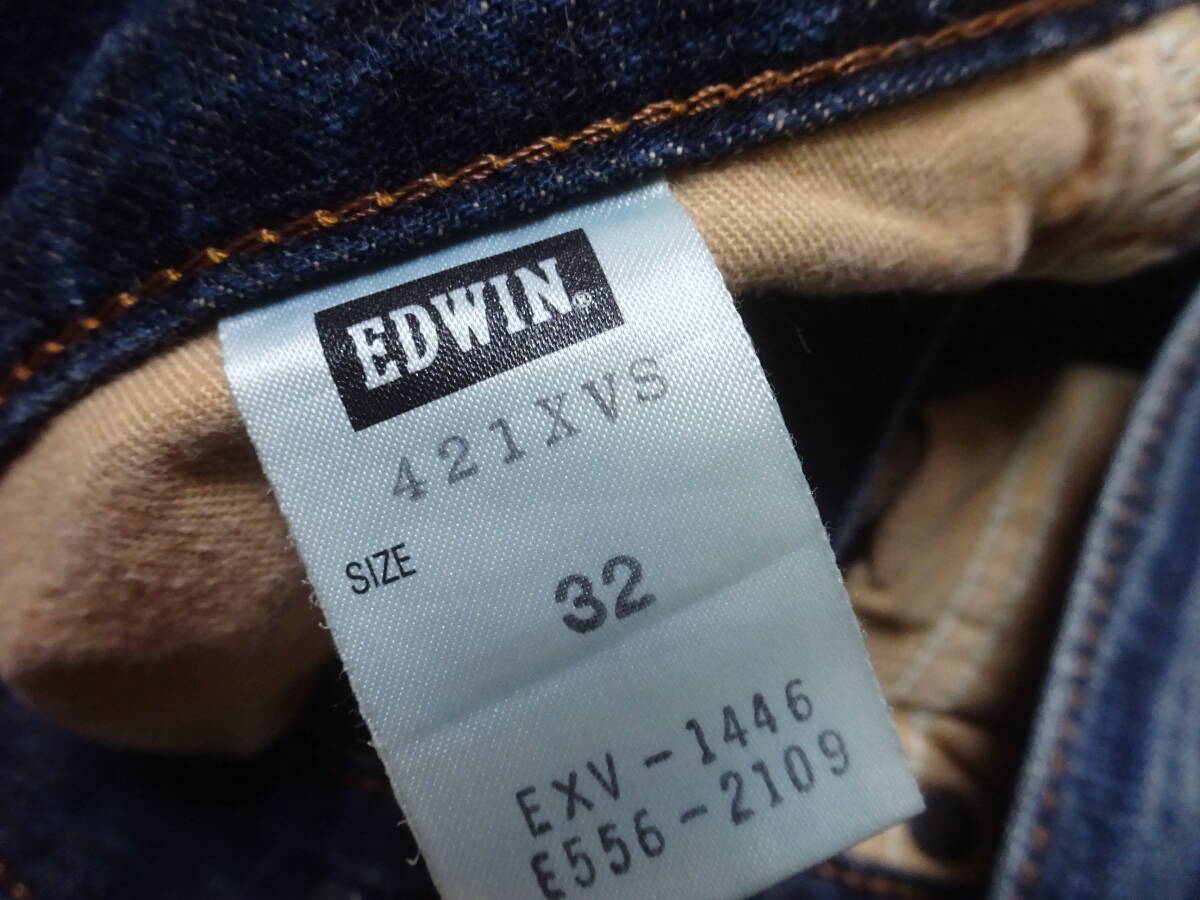 EDWIN®
421XVS
SIZE
32
EXV-1446
E556-2109